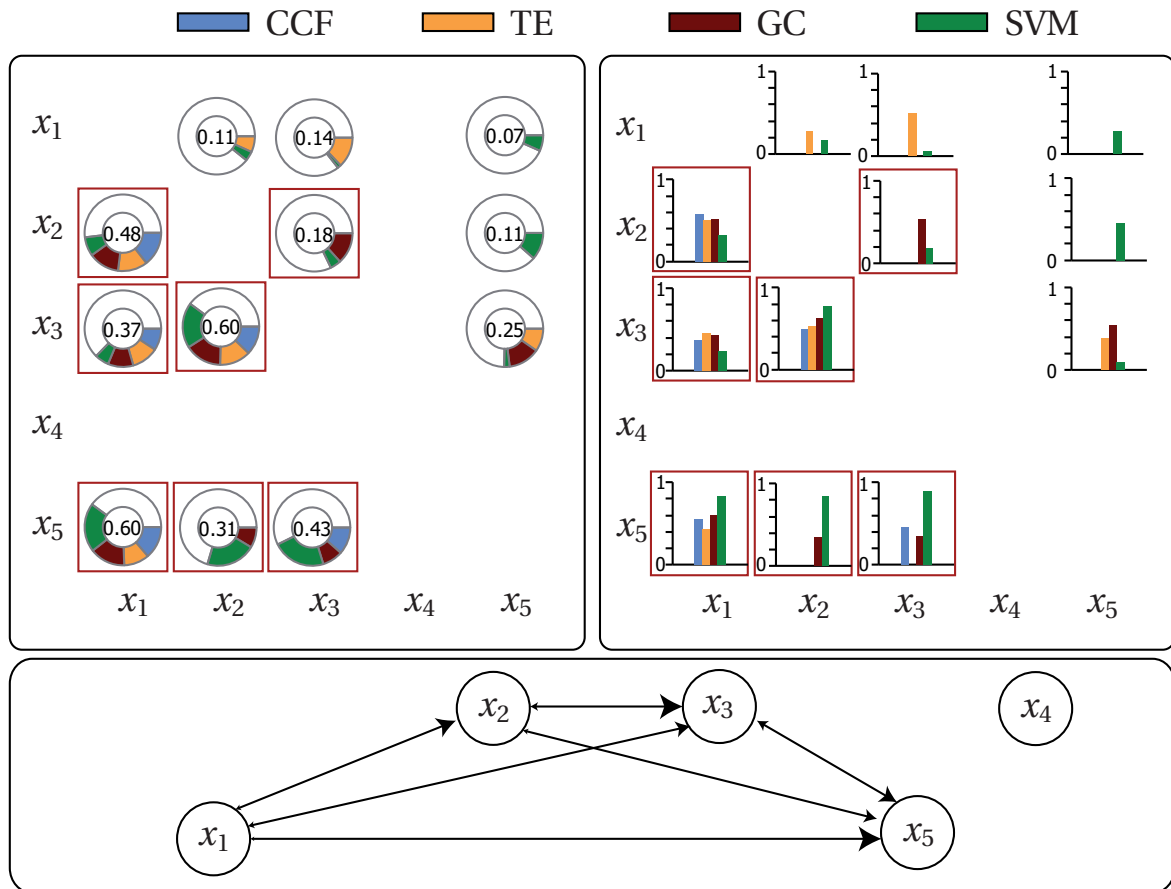 CCF TE GC SVM
x1 0.11 0.14 0.07
x2 0.48 0.18 0.11
x3 0.37 0.60 0.25
x4
x5 0.60 0.31 0.43
x1 x2 x3 x4 x5
x1 1 0 1 0 1 0
x2 1 0 1 0 1 0
x3 1 0 1 0 1 0
x4
x5 1 0 1 0 1 0
x1 x2 x3 x4 x5
x2 x3 x4
x1 x5